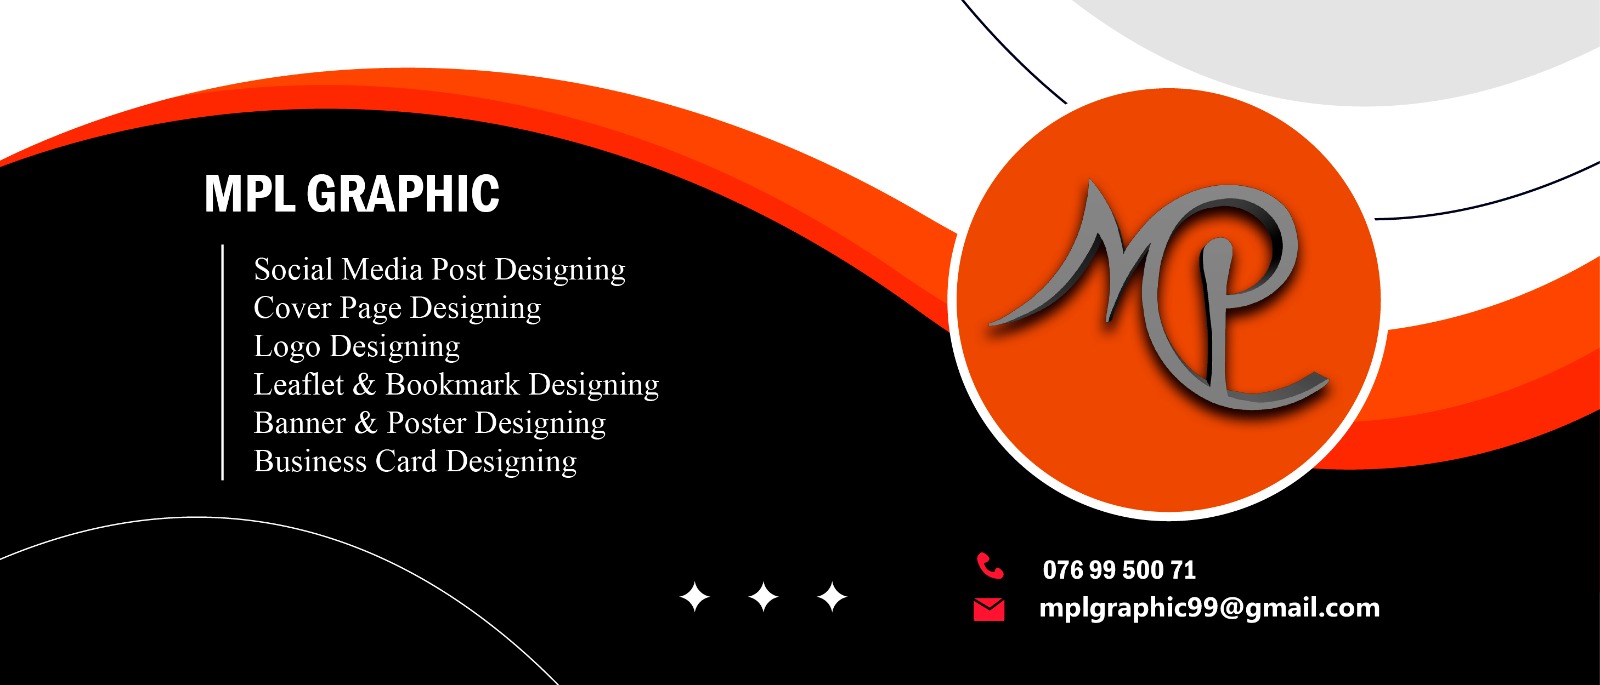 MPL GRAPHIC
Social Media Post Designing
Cover Page Designing
Logo Designing
Leaflet & Bookmark Designing
Banner & Poster Designing
Business Card Designing
MPL
076 99 500 71
mplgraphic99@gmail.com